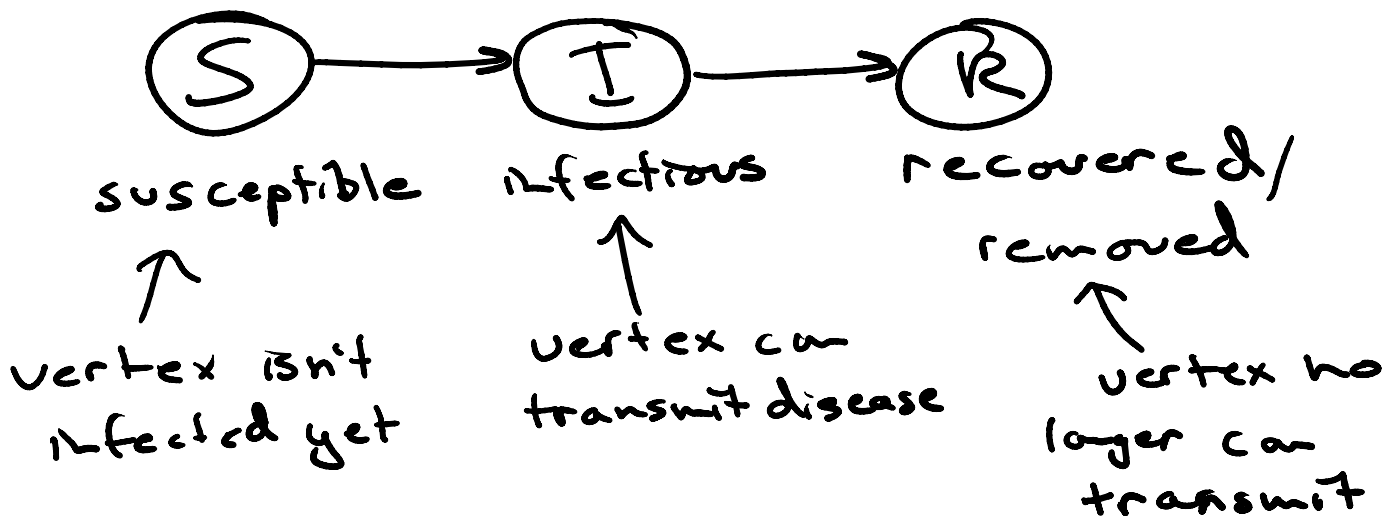 S
I
R
susceptible
infectious
recovered/
removed
vertex isn't
infected yet
vertex can
transmit disease
vertex no
longer can
transmit